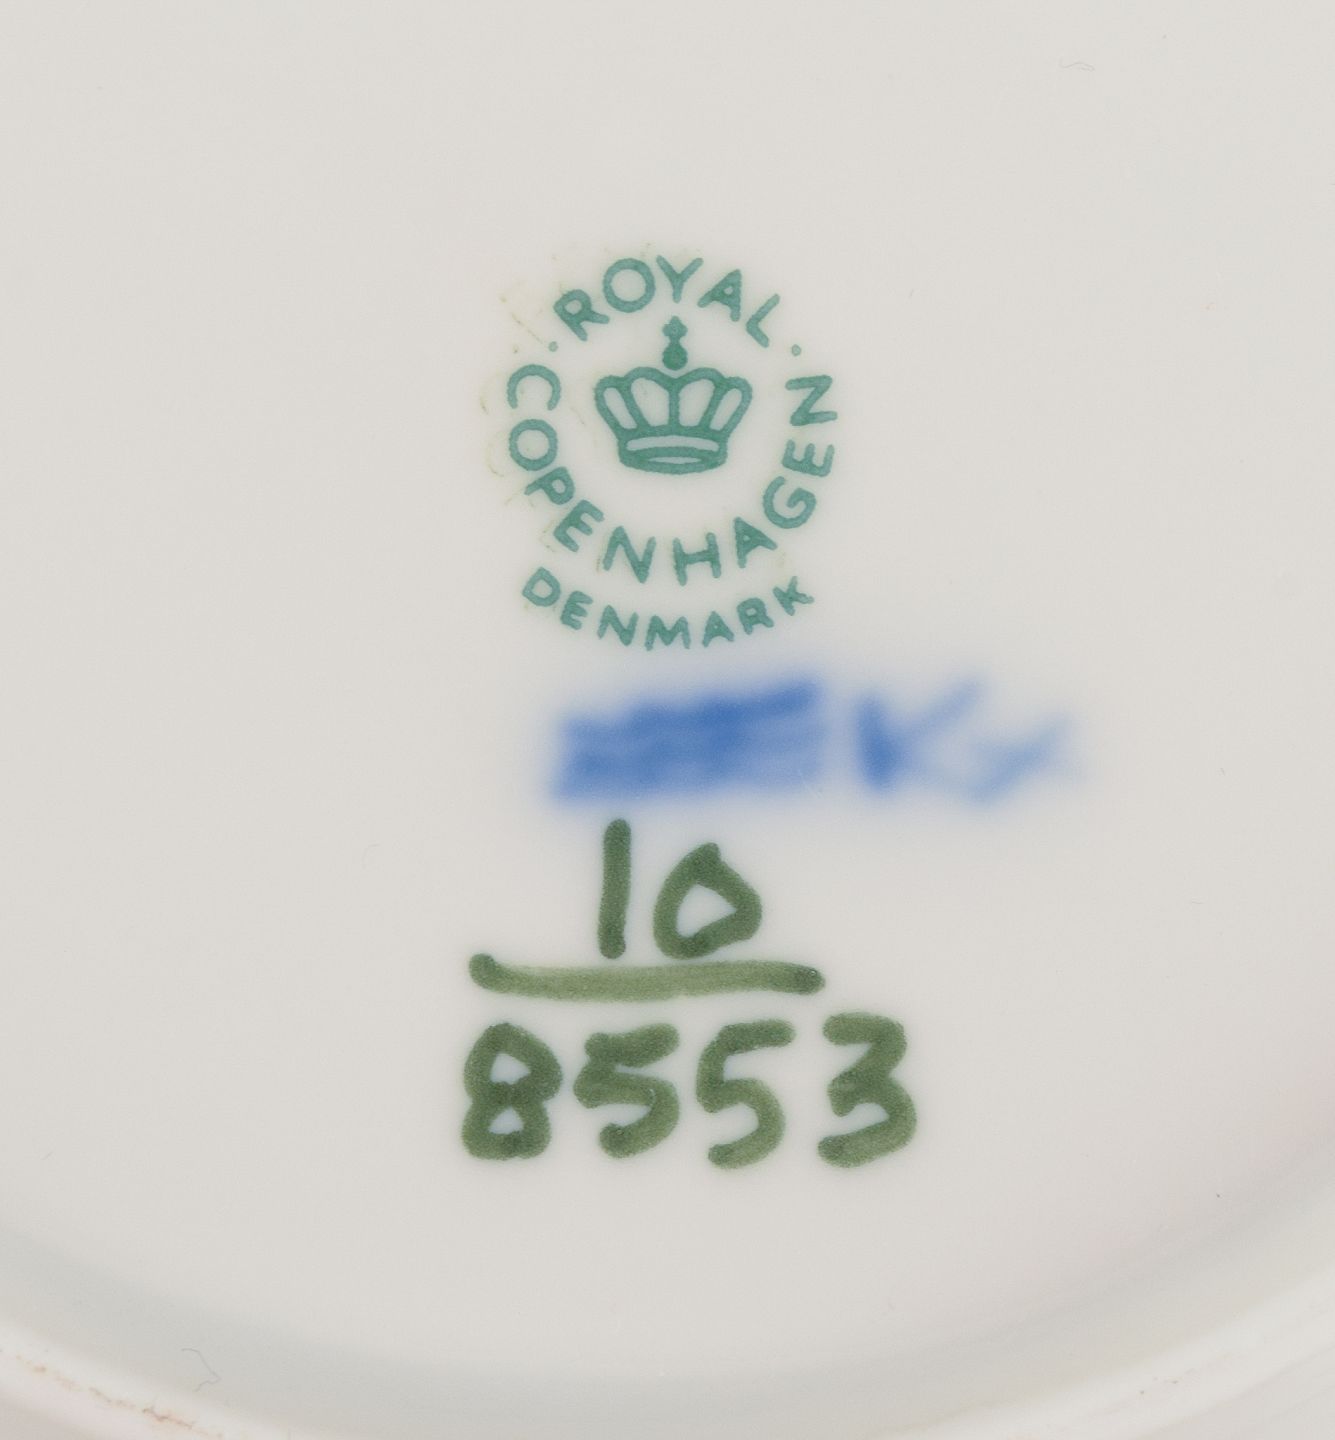 ROYAL
COPENHAGEN
DENMARK
10
8553